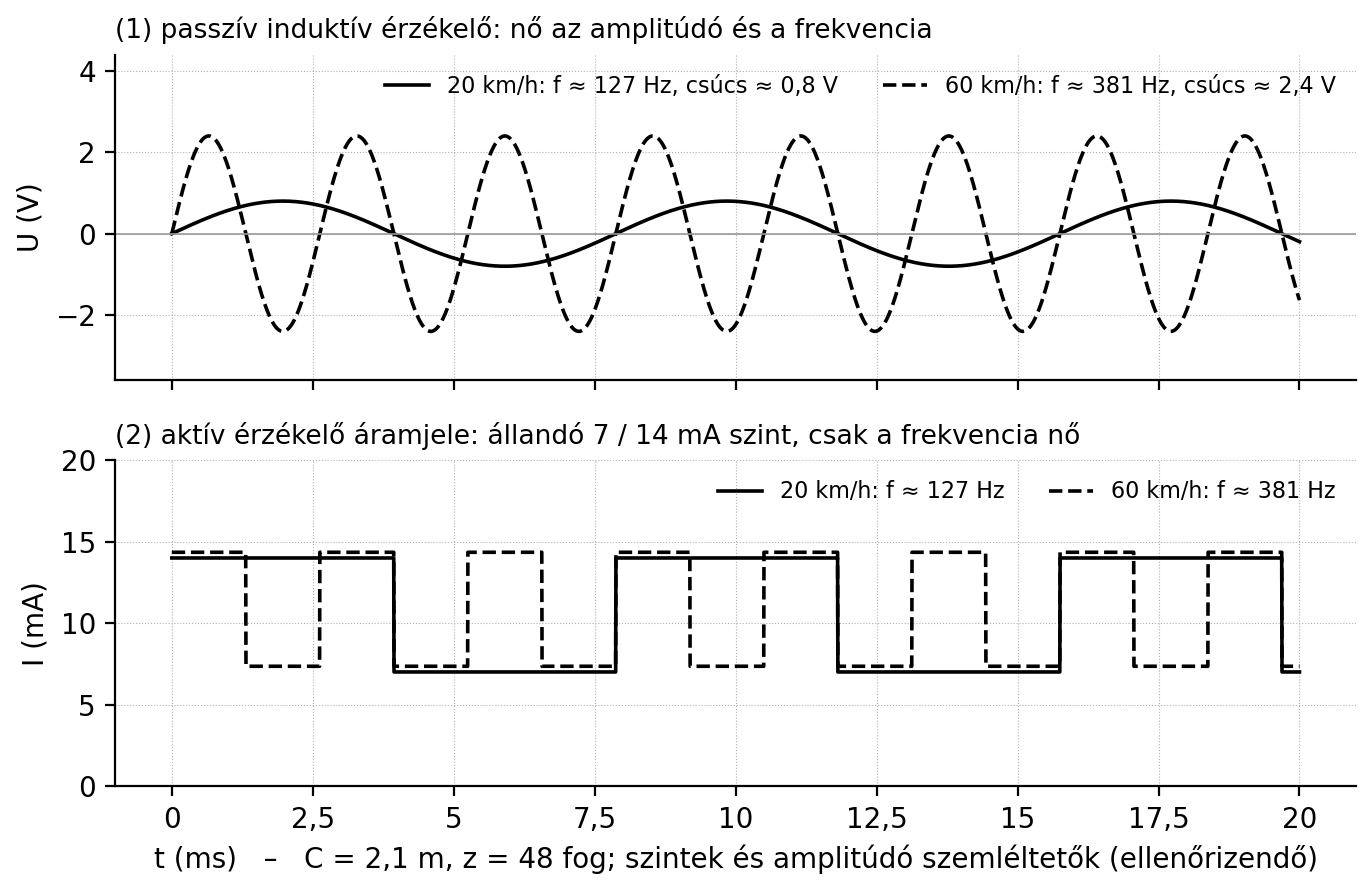 (1) passzív induktív érzékelő: nő az amplitúdó és a frekvencia
4
20 km/h: f ≈ 127 Hz, csúcs ≈ 0,8 V
60 km/h: f ≈ 381 Hz, csúcs ≈ 2,4 V
2
0
−2
U (V)
(2) aktív érzékelő áramjele: állandó 7 / 14 mA szint, csak a frekvencia nő
20
20 km/h: f ≈ 127 Hz
60 km/h: f ≈ 381 Hz
15
10
5
0
I (mA)
0 2,5 5 7,5 10 12,5 15 17,5 20
t (ms) – C = 2,1 m, z = 48 fog; szintek és amplitúdó szemléltetők (ellenőrizendő)